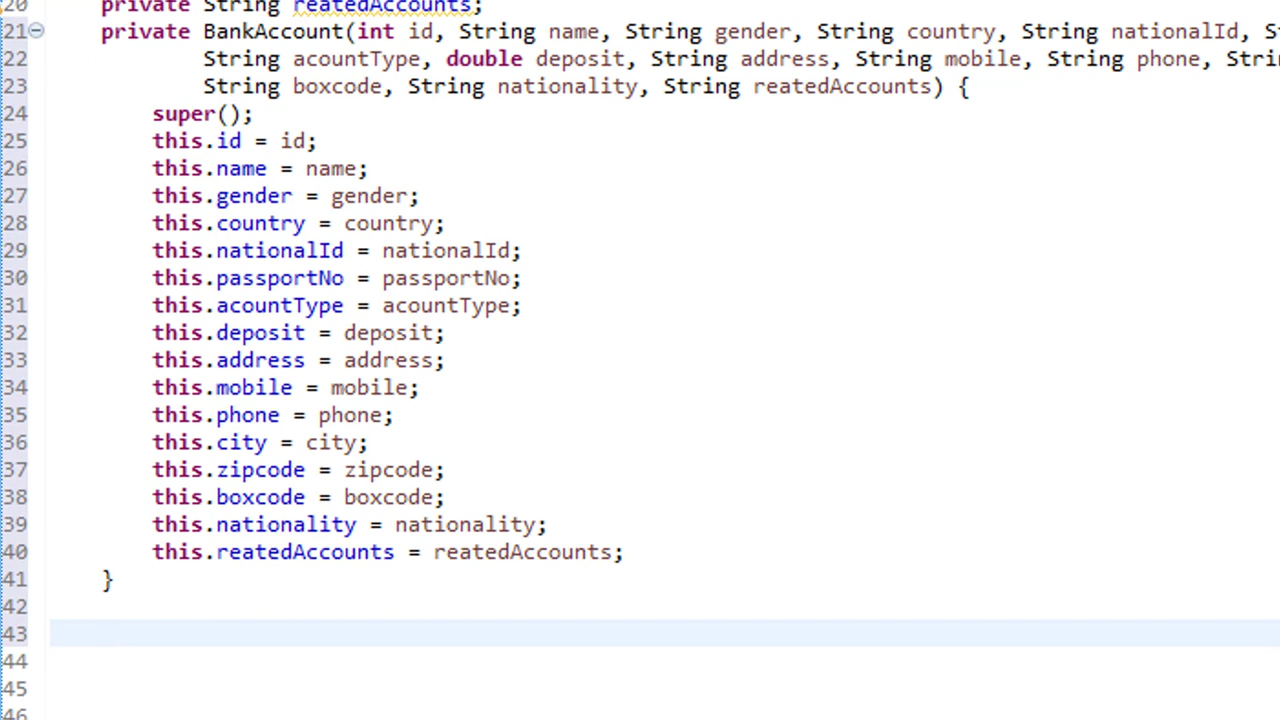 20 private String reatedAccounts;
21 private BankAccount(int id, String name, String gender, String country, String nationalId,
22 String acountType, double deposit, String address, String mobile, String phone,
23 String boxcode, String nationality, String reatedAccounts) {
24 super();
25 this.id = id;
26 this.name = name;
27 this.gender = gender;
28 this.country = country;
29 this.nationalId = nationalId;
30 this.passportNo = passportNo;
31 this.acountType = acountType;
32 this.deposit = deposit;
33 this.address = address;
34 this.mobile = mobile;
35 this.phone = phone;
36 this.city = city;
37 this.zipcode = zipcode;
38 this.boxcode = boxcode;
39 this.nationality = nationality;
40 this.reatedAccounts = reatedAccounts;
41 }
42
43
44
45
46